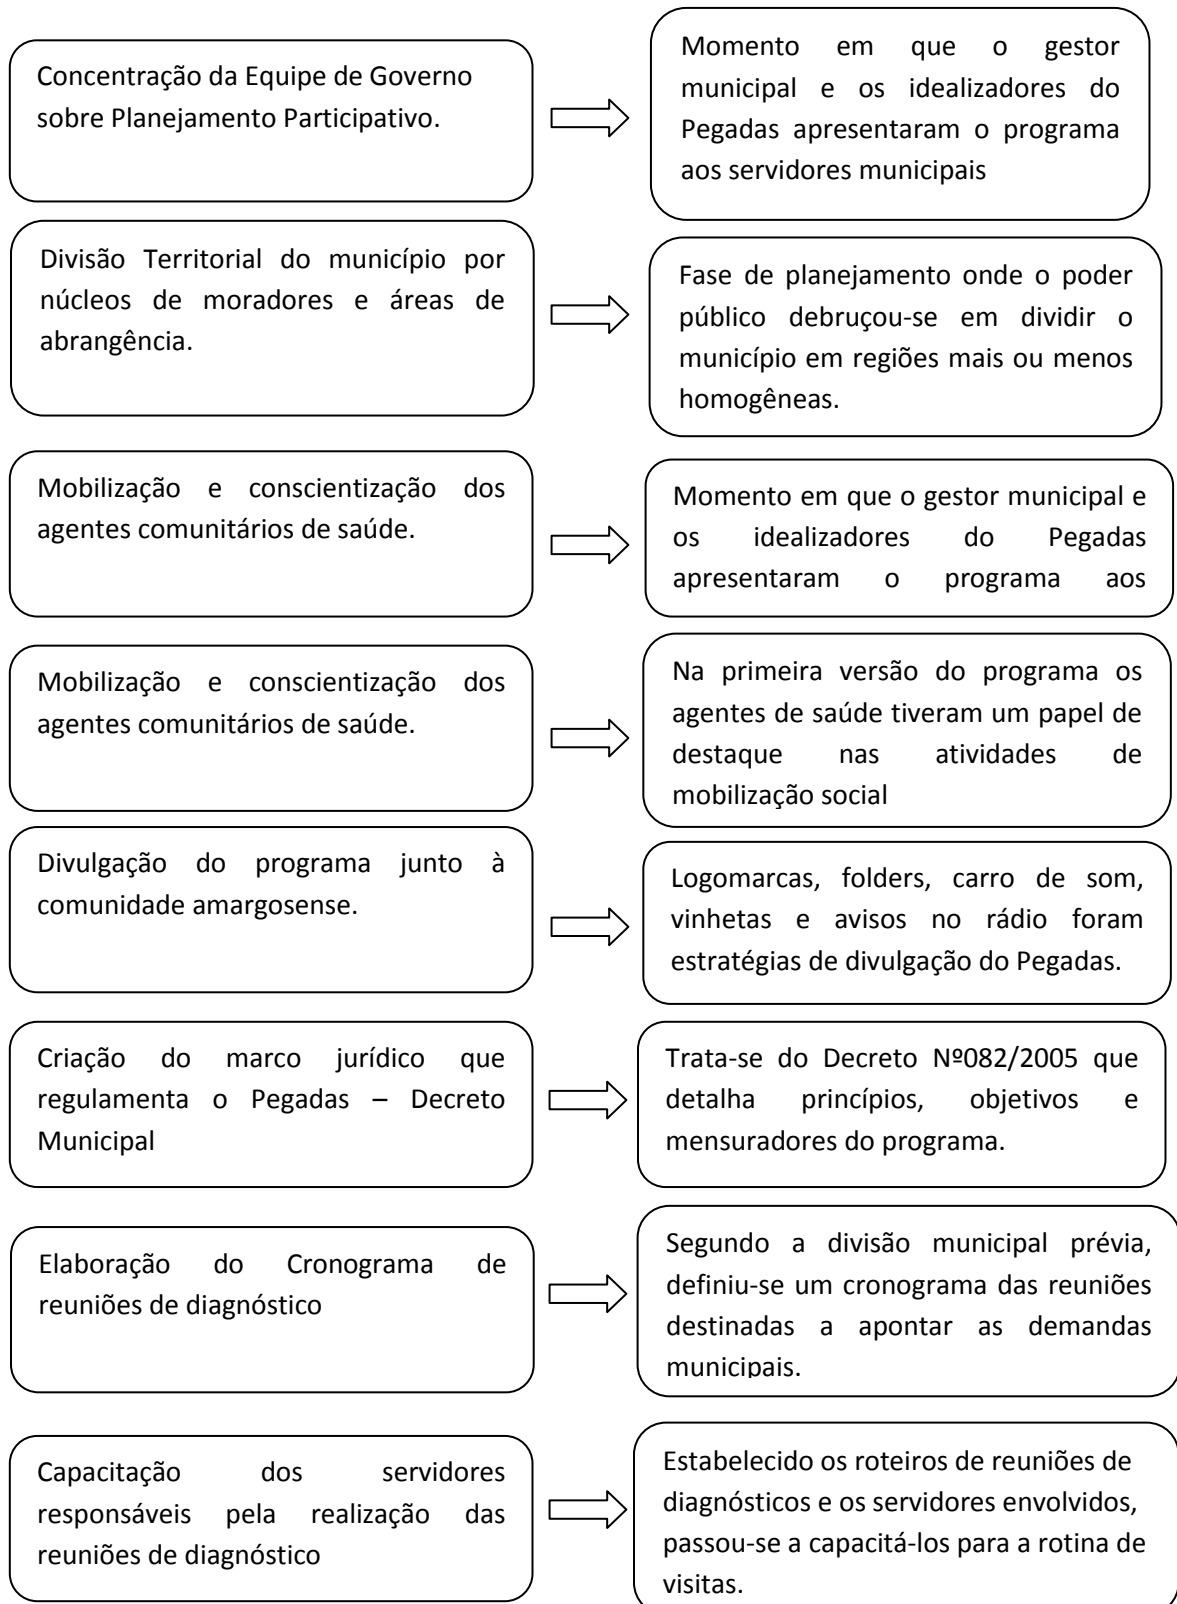 Concentração da Equipe de Governo
sobre Planejamento Participativo.
Momento em que o gestor
municipal e os idealizadores do
Pegadas apresentaram o programa
aos servidores municipais
Divisão Territorial do município por
núcleos de moradores e áreas de
abrangência.
Fase de planejamento onde o poder
público debruçou-se em dividir o
município em regiões mais ou menos
homogêneas.
Mobilização e conscientização dos
agentes comunitários de saúde.
Momento em que o gestor municipal e
os idealizadores do Pegadas
apresentaram o programa aos
Mobilização e conscientização dos
agentes comunitários de saúde.
Na primeira versão do programa os
agentes de saúde tiveram um papel de
destaque nas atividades de
mobilização social
Divulgação do programa junto à
comunidade amargosense.
Logomarcas, folders, carro de som,
vinhetas e avisos no rádio foram
estratégias de divulgação do Pegadas.
Criação do marco jurídico que
regulamenta o Pegadas – Decreto
Municipal
Trata-se do Decreto Nº082/2005 que
detalha princípios, objetivos e
mensuradores do programa.
Elaboração do Cronograma de
reuniões de diagnóstico
Segundo a divisão municipal prévia,
definiu-se um cronograma das reuniões
destinadas a apontar as demandas
municipais.
Capacitação dos servidores
responsáveis pela realização das
reuniões de diagnóstico
Estabelecido os roteiros de reuniões de
diagnósticos e os servidores envolvidos,
passou-se a capacitá-los para a rotina de
visitas.